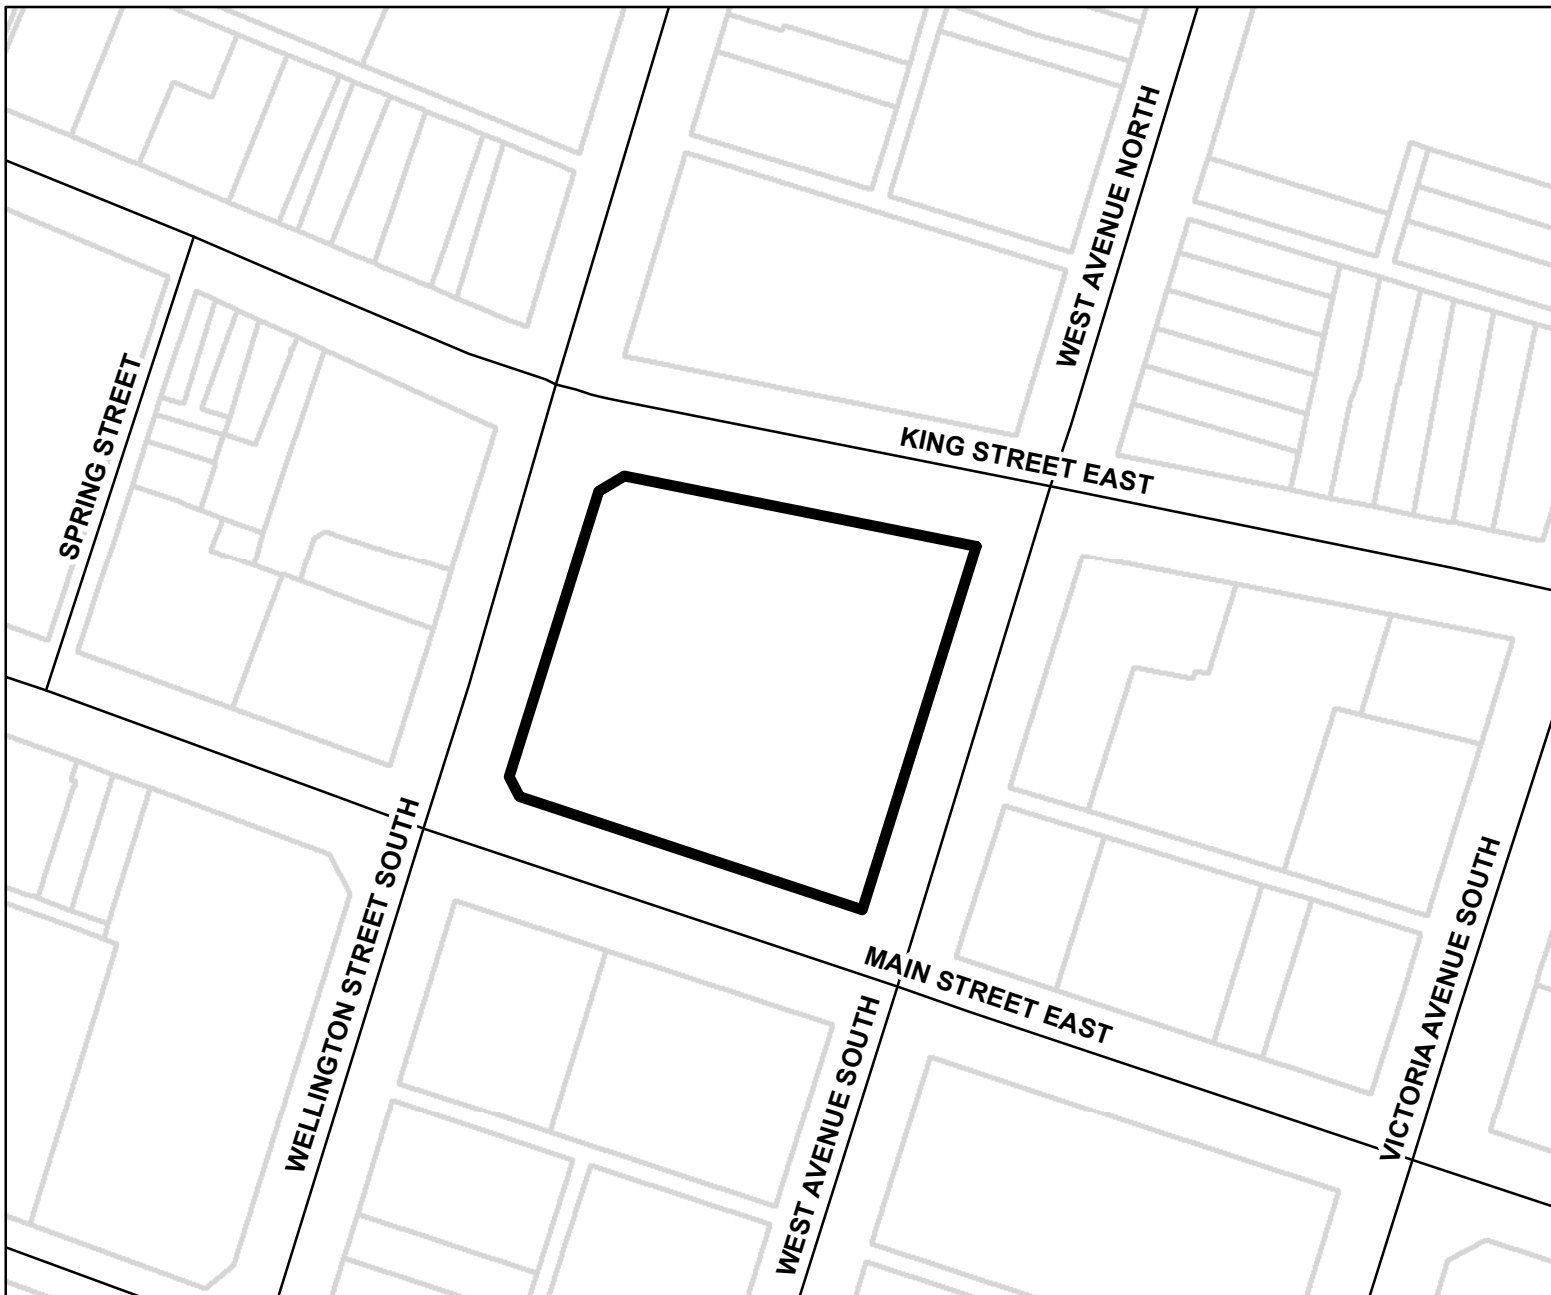 WEST AVENUE NORTH
SPRING STREET
KING STREET EAST
WELLINGTON STREET SOUTH
MAIN STREET EAST
WEST AVENUE SOUTH
VICTORIA AVENUE SOUTH